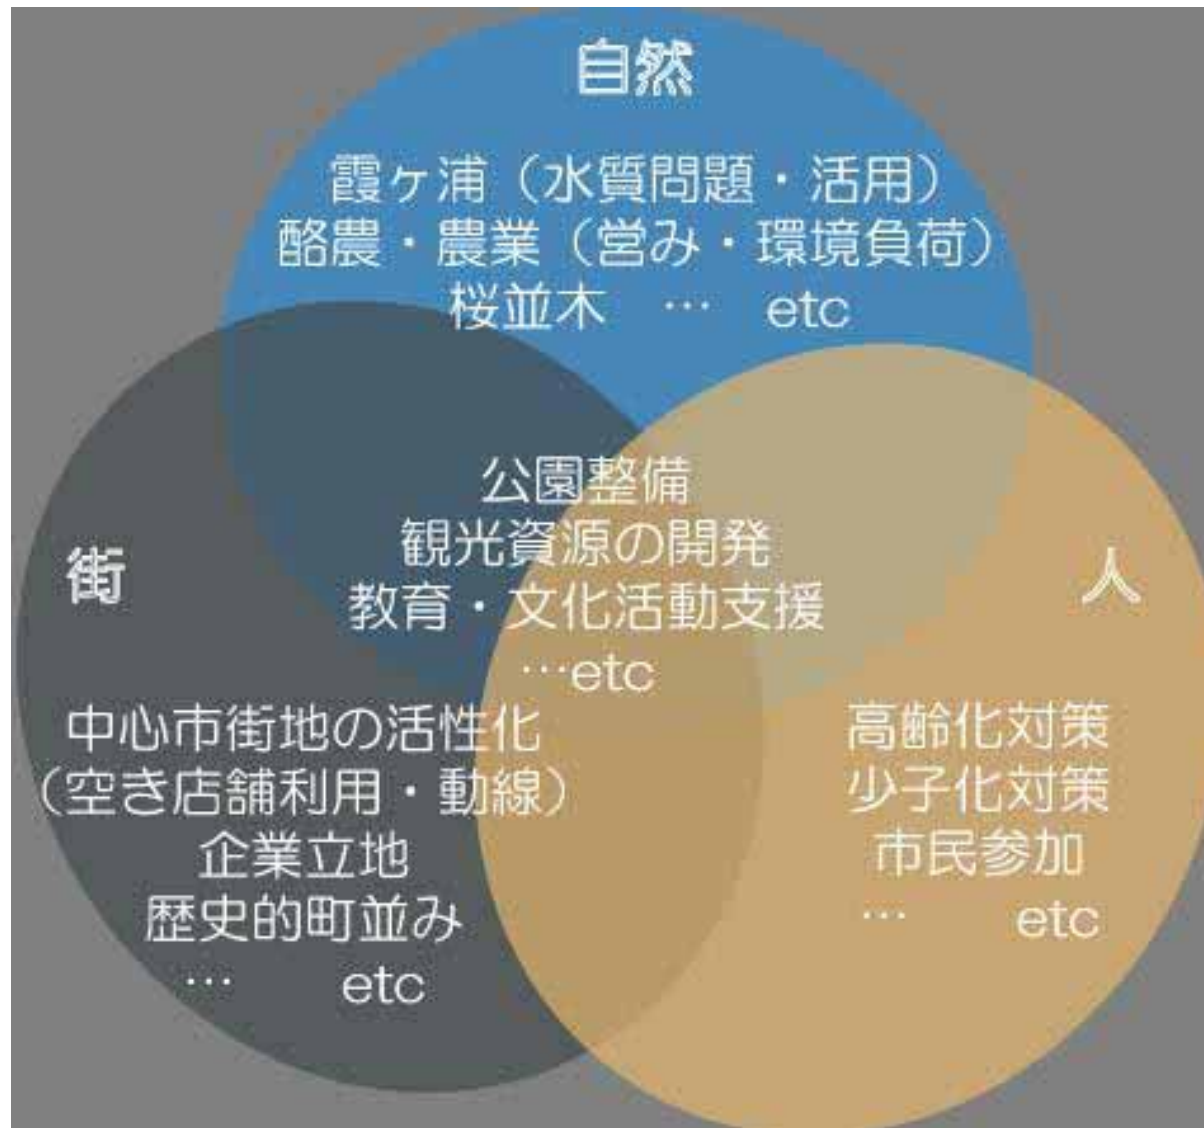 自然
霞ヶ浦（水質問題・活用）
酪農・農業（営み・環境負荷）
桜並木　…　etc
公園整備
観光資源の開発
教育・文化活動支援
…etc
街
中心市街地の活性化
（空き店舗利用・動線）
企業立地
歴史的町並み
…　　etc
人
高齢化対策
少子化対策
市民参加
…　　etc